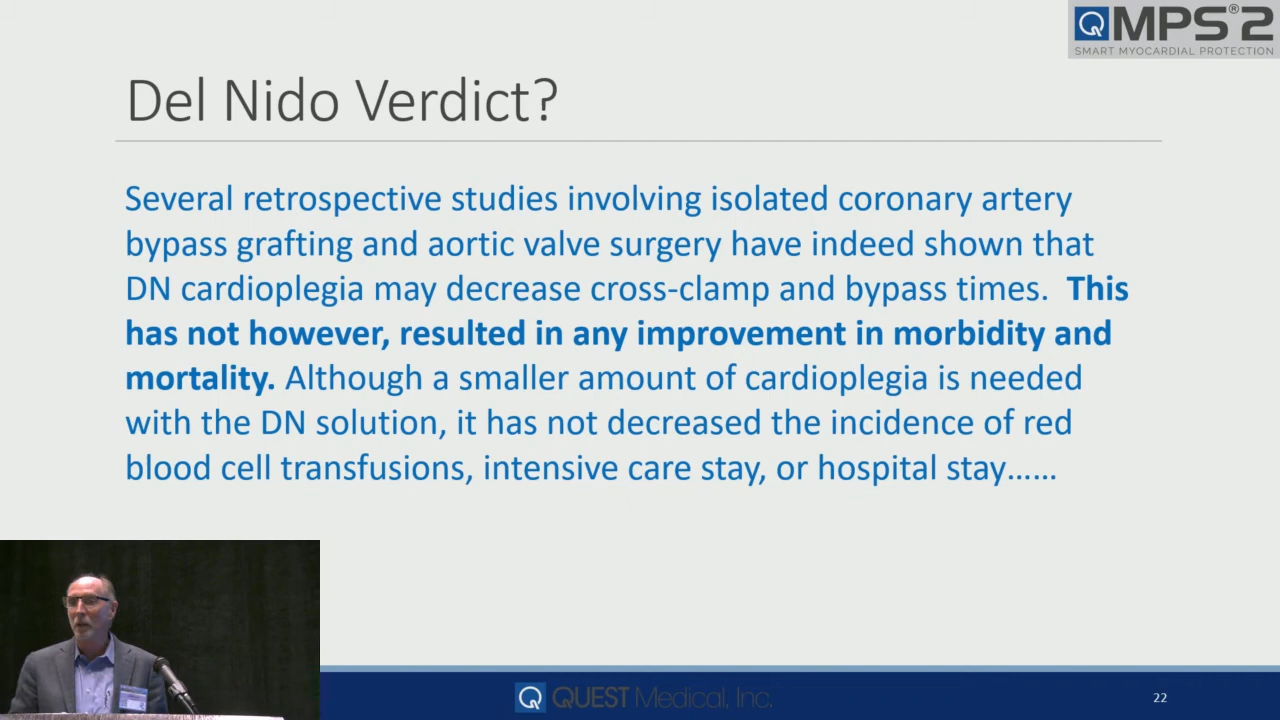 QMPS®2
SMART MYOCARDIAL PROTECTION
Del Nido Verdict?
Several retrospective studies involving isolated coronary artery
bypass grafting and aortic valve surgery have indeed shown that
DN cardioplegia may decrease cross-clamp and bypass times. This
has not however, resulted in any improvement in morbidity and
mortality. Although a smaller amount of cardioplegia is needed
with the DN solution, it has not decreased the incidence of red
blood cell transfusions, intensive care stay, or hospital stay……
Q QUEST Medical, Inc.
22